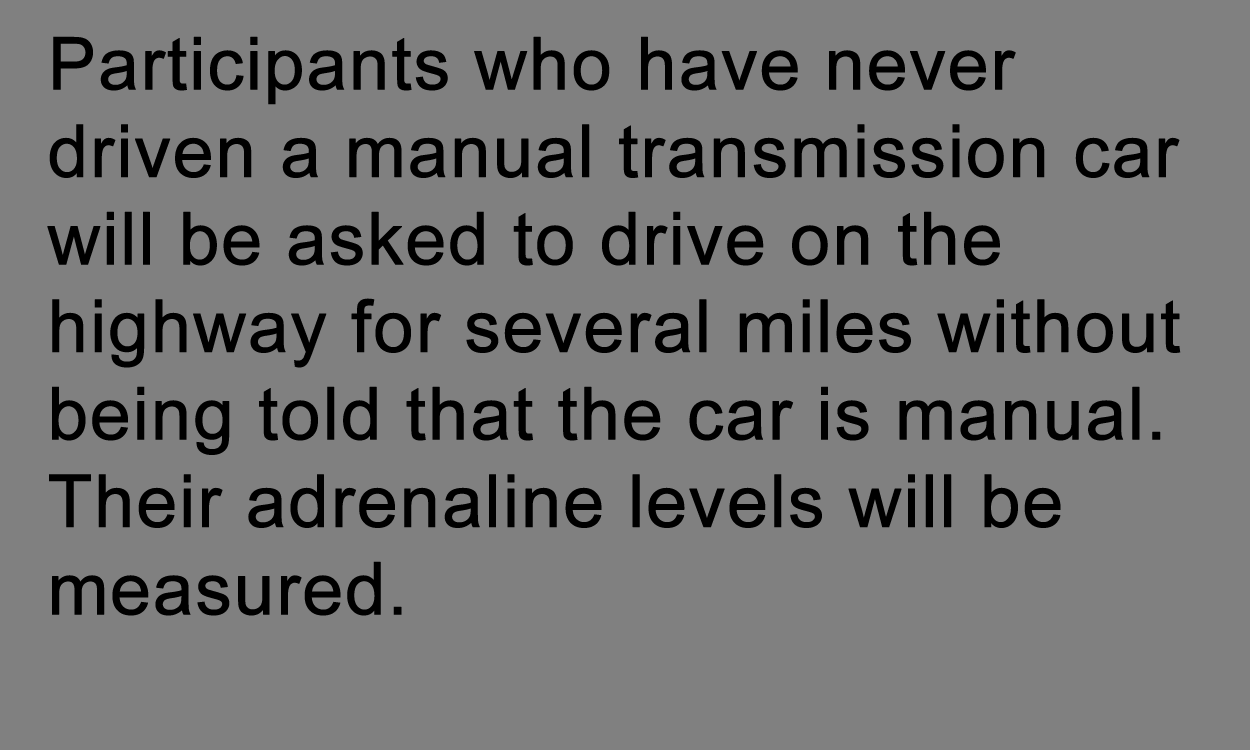 Participants who have never
driven a manual transmission car
will be asked to drive on the
highway for several miles without
being told that the car is manual.
Their adrenaline levels will be
measured.